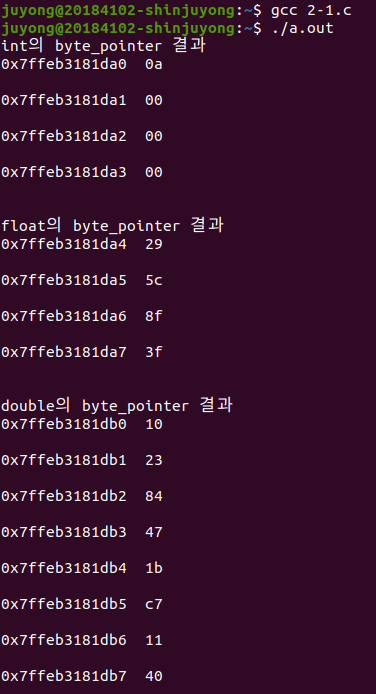 juyong@20184102-shinjuyong:~$ gcc 2-1.c
juyong@20184102-shinjuyong:~$ ./a.out
int의 byte_pointer 결과
0x7ffeb3181da0  0a
0x7ffeb3181da1  00
0x7ffeb3181da2  00
0x7ffeb3181da3  00
float의 byte_pointer 결과
0x7ffeb3181da4  29
0x7ffeb3181da5  5c
0x7ffeb3181da6  8f
0x7ffeb3181da7  3f
double의 byte_pointer 결과
0x7ffeb3181db0  10
0x7ffeb3181db1  23
0x7ffeb3181db2  84
0x7ffeb3181db3  47
0x7ffeb3181db4  1b
0x7ffeb3181db5  c7
0x7ffeb3181db6  11
0x7ffeb3181db7  40